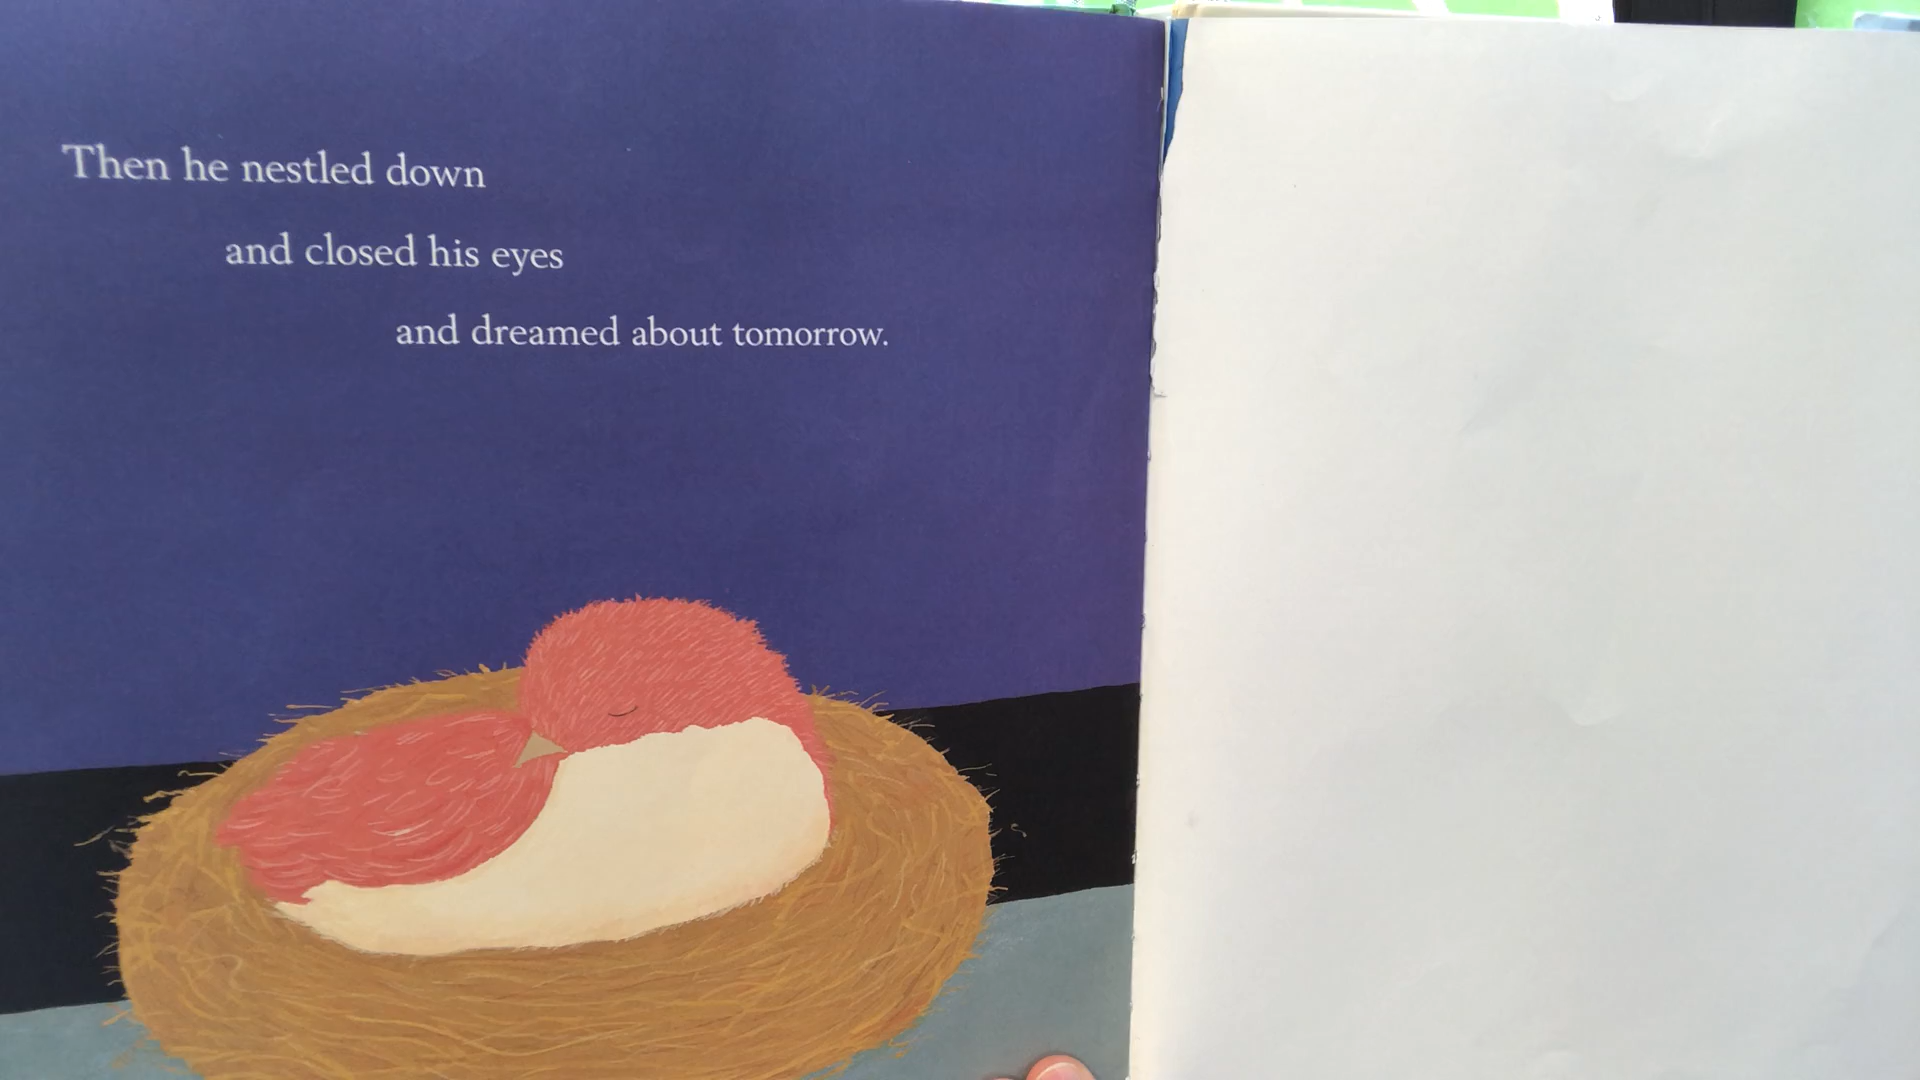 Then he nestled down
and closed his eyes
and dreamed about tomorrow.